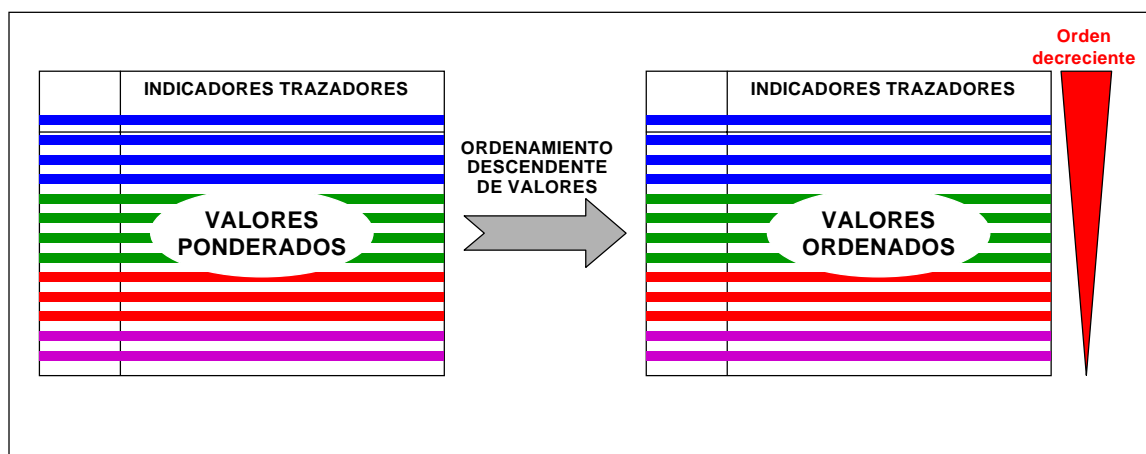 Orden
decreciente
INDICADORES TRAZADORES
INDICADORES TRAZADORES
ORDENAMIENTO
DESCENDENTE
DE VALORES
VALORES
PONDERADOS
VALORES
ORDENADOS